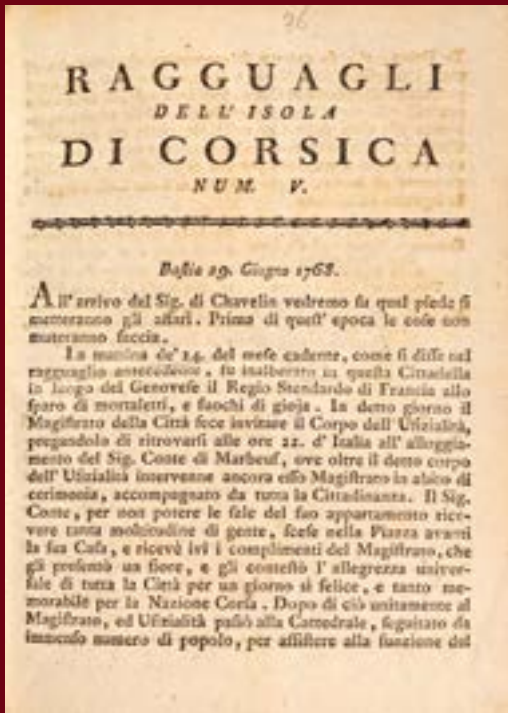 26
RAGGUAGLI
DELL' ISOLA
DI CORSICA
NUM. V.
Bastia 29. Giugno 1768.
All' arrivo del Sig. di Chavelin vedremo su qual piede si
metteranno gli affari. Prima di quest' epoca le cose non
muteranno faccia.
La mattina de' 24. del mese cadente, come si disse nel
ragguaglio antecedente, fu inalberato in questa Cittadella
in luogo del Genovese il Regio Stendardo di Francia allo
sparo di mortaletti, e fuochi di gioja. In detto giorno il
Magistrato della Città fece invitare il Corpo dell' Ufizialità,
pregandolo di ritrovarsi alle ore 22. d' Italia all' alloggia-
mento del Sig. Conte di Marbeuf, ove oltre il detto corpo
dell' Ufizialità intervenne ancora esso Magistrato in abito di
cerimonia, accompagnato da tutta la Cittadinanza. Il Sig.
Conte, per non potere le sale del suo appartamento rice-
vere tanta moltitudine di gente, scese nella Piazza avanti
la sua Casa, e ricevè ivi i complimenti del Magistrato, che
gli presentò un fiore, e gli contestò l' allegrezza univer-
sale di tutta la Città per un giorno sì felice, e tanto me-
morabile per la Nazione Corsa. Dopo di ciò unitamente al
Magistrato, ed Ufizialità passò alla Cattedrale, seguitato da
immenso numero di popolo, per assistere alla funzione del